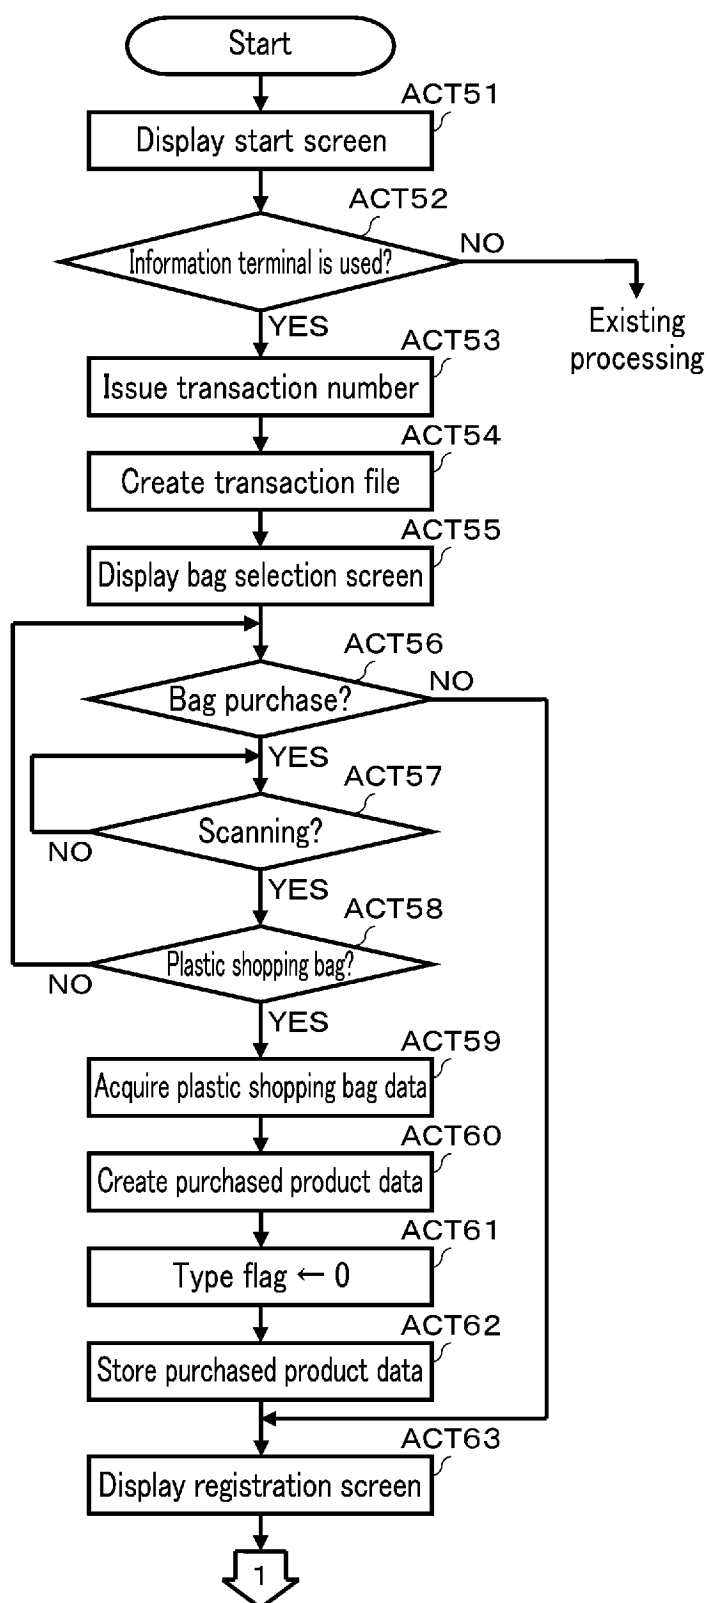 Start
ACT51
Display start screen
ACT52
Information terminal is used?
NO
YES
Existing
processing
ACT53
Issue transaction number
ACT54
Create transaction file
ACT55
Display bag selection screen
ACT56
Bag purchase?
NO
YES
ACT57
Scanning?
NO
YES
ACT58
Plastic shopping bag?
NO
YES
ACT59
Acquire plastic shopping bag data
ACT60
Create purchased product data
ACT61
Type flag ← 0
ACT62
Store purchased product data
ACT63
Display registration screen
1